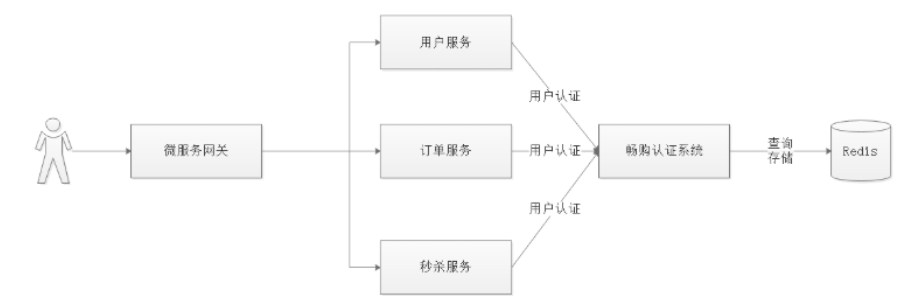 用户服务
用户认证
微服务网关
订单服务
用户认证
畅购认证系统
查询
存储
Redis
用户认证
秒杀服务